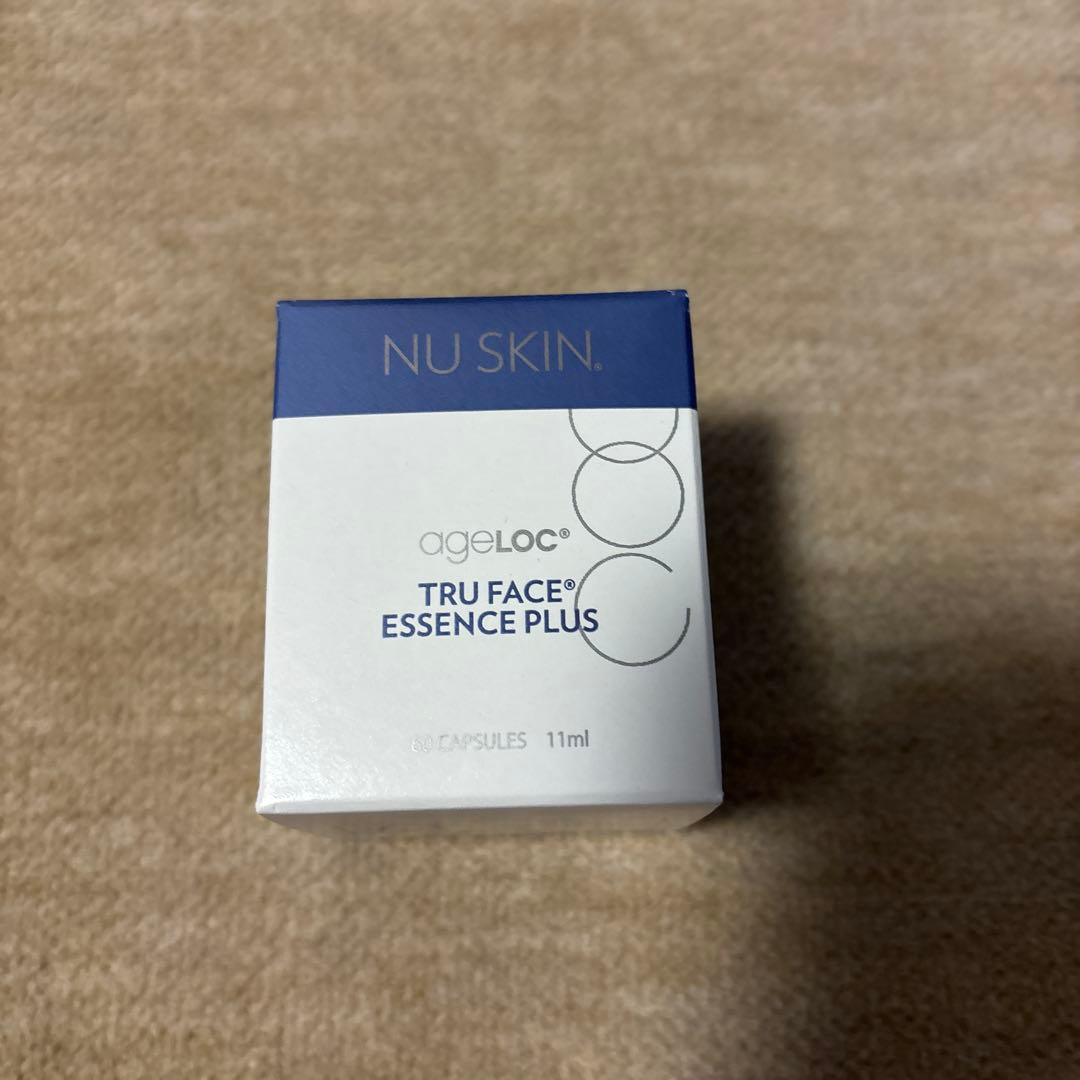 NU SKIN®
ageLOC®
TRU FACE®
ESSENCE PLUS
60 CAPSULES 11ml